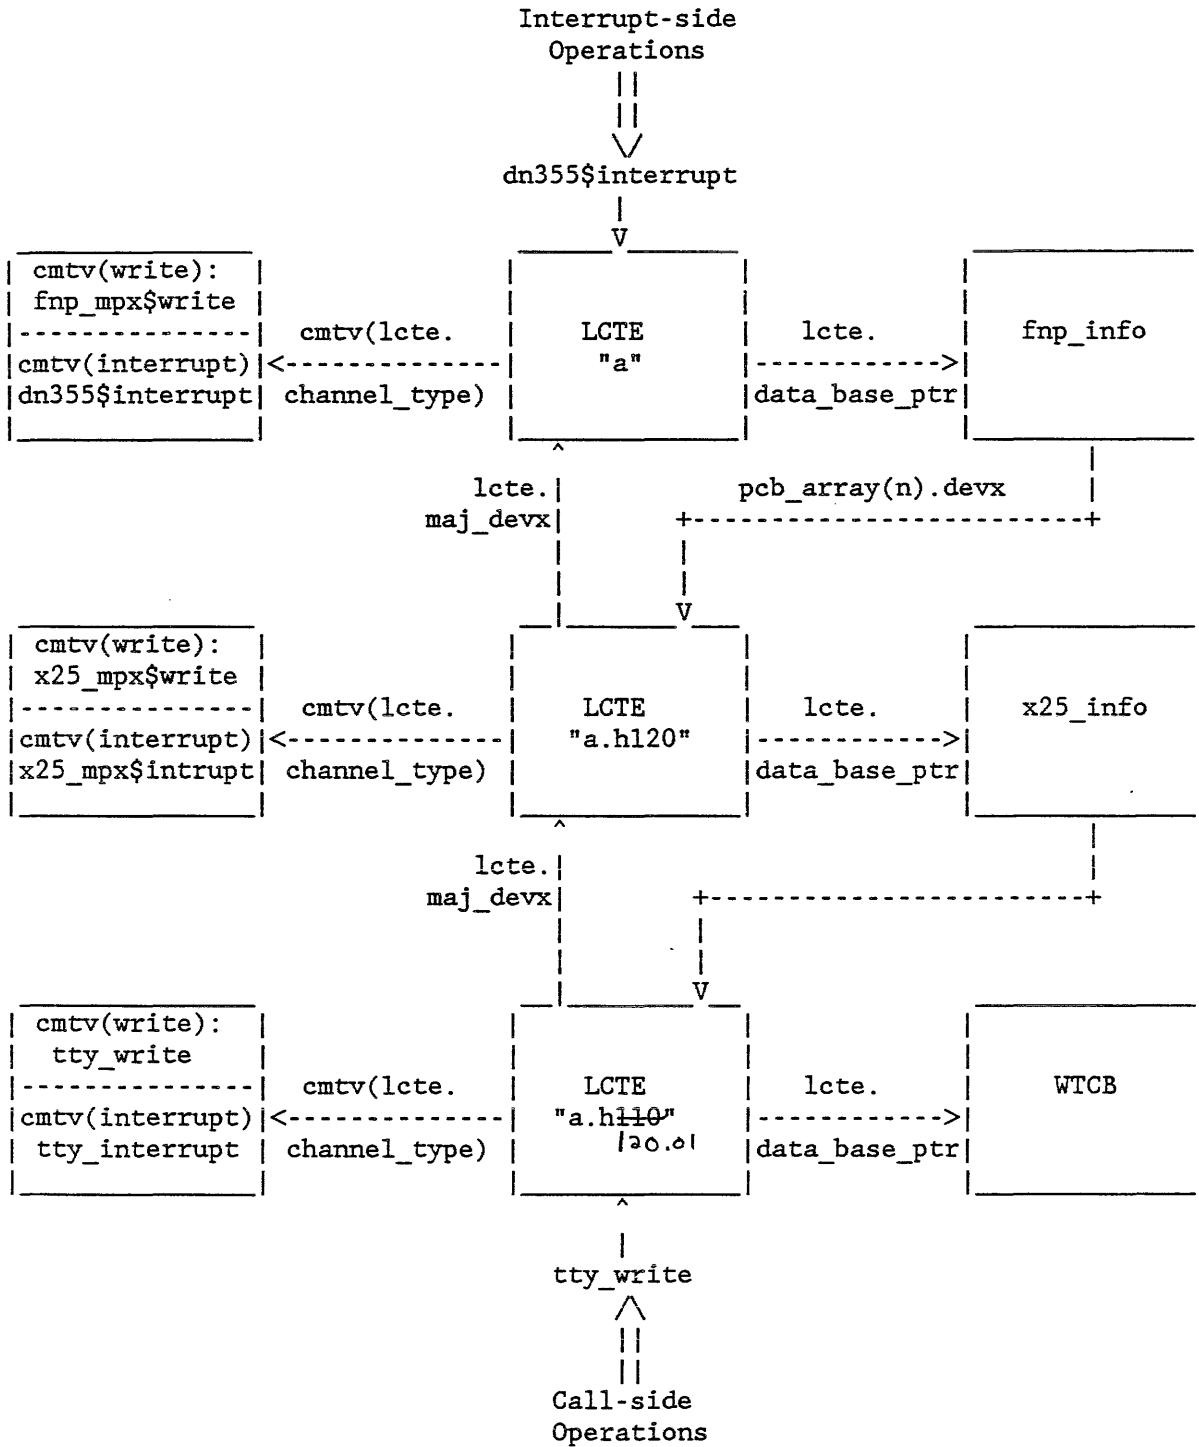 Interrupt-side
Operations
dn355$interrupt
cmtv(write):
fnp_mpx$write
cmtv(lcte. LCTE lcte. fnp_info
cmtv(interrupt) "a"
dn355$interrupt channel_type) data_base_ptr
lcte. pcb_array(n).devx
maj_devx
cmtv(write):
x25_mpx$write
cmtv(lcte. LCTE lcte. x25_info
cmtv(interrupt) "a.h120"
x25_mpx$intrupt channel_type) data_base_ptr
lcte.
maj_devx
cmtv(write):
tty_write
cmtv(lcte. LCTE lcte. WTCB
cmtv(interrupt) "a.h110"
tty_interrupt channel_type) 120.01 data_base_ptr
tty_write
Call-side
Operations